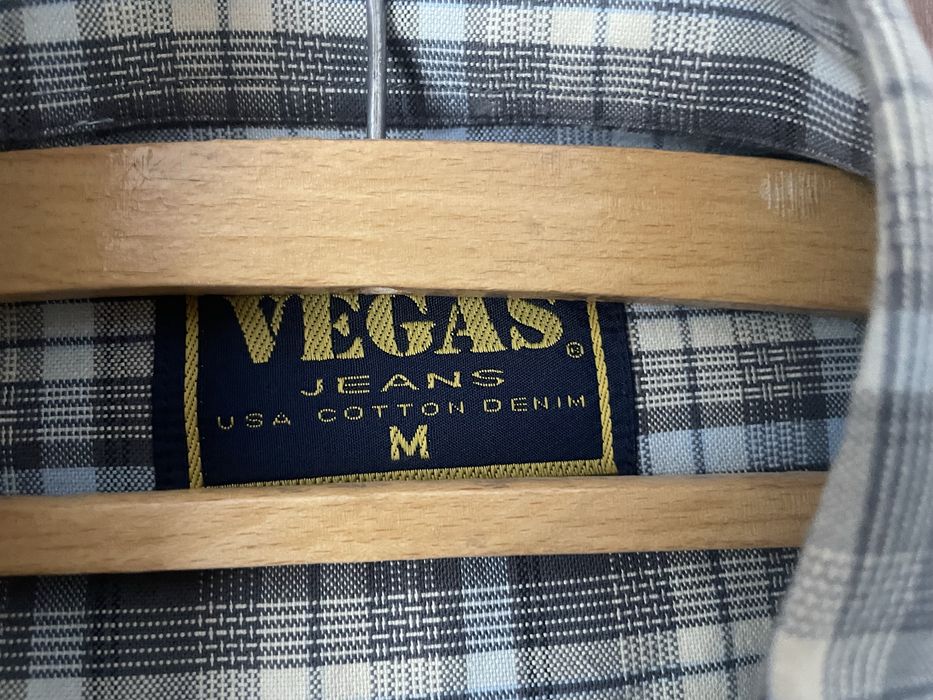 VEGAS®
JEANS
USA COTTON DENIM
M